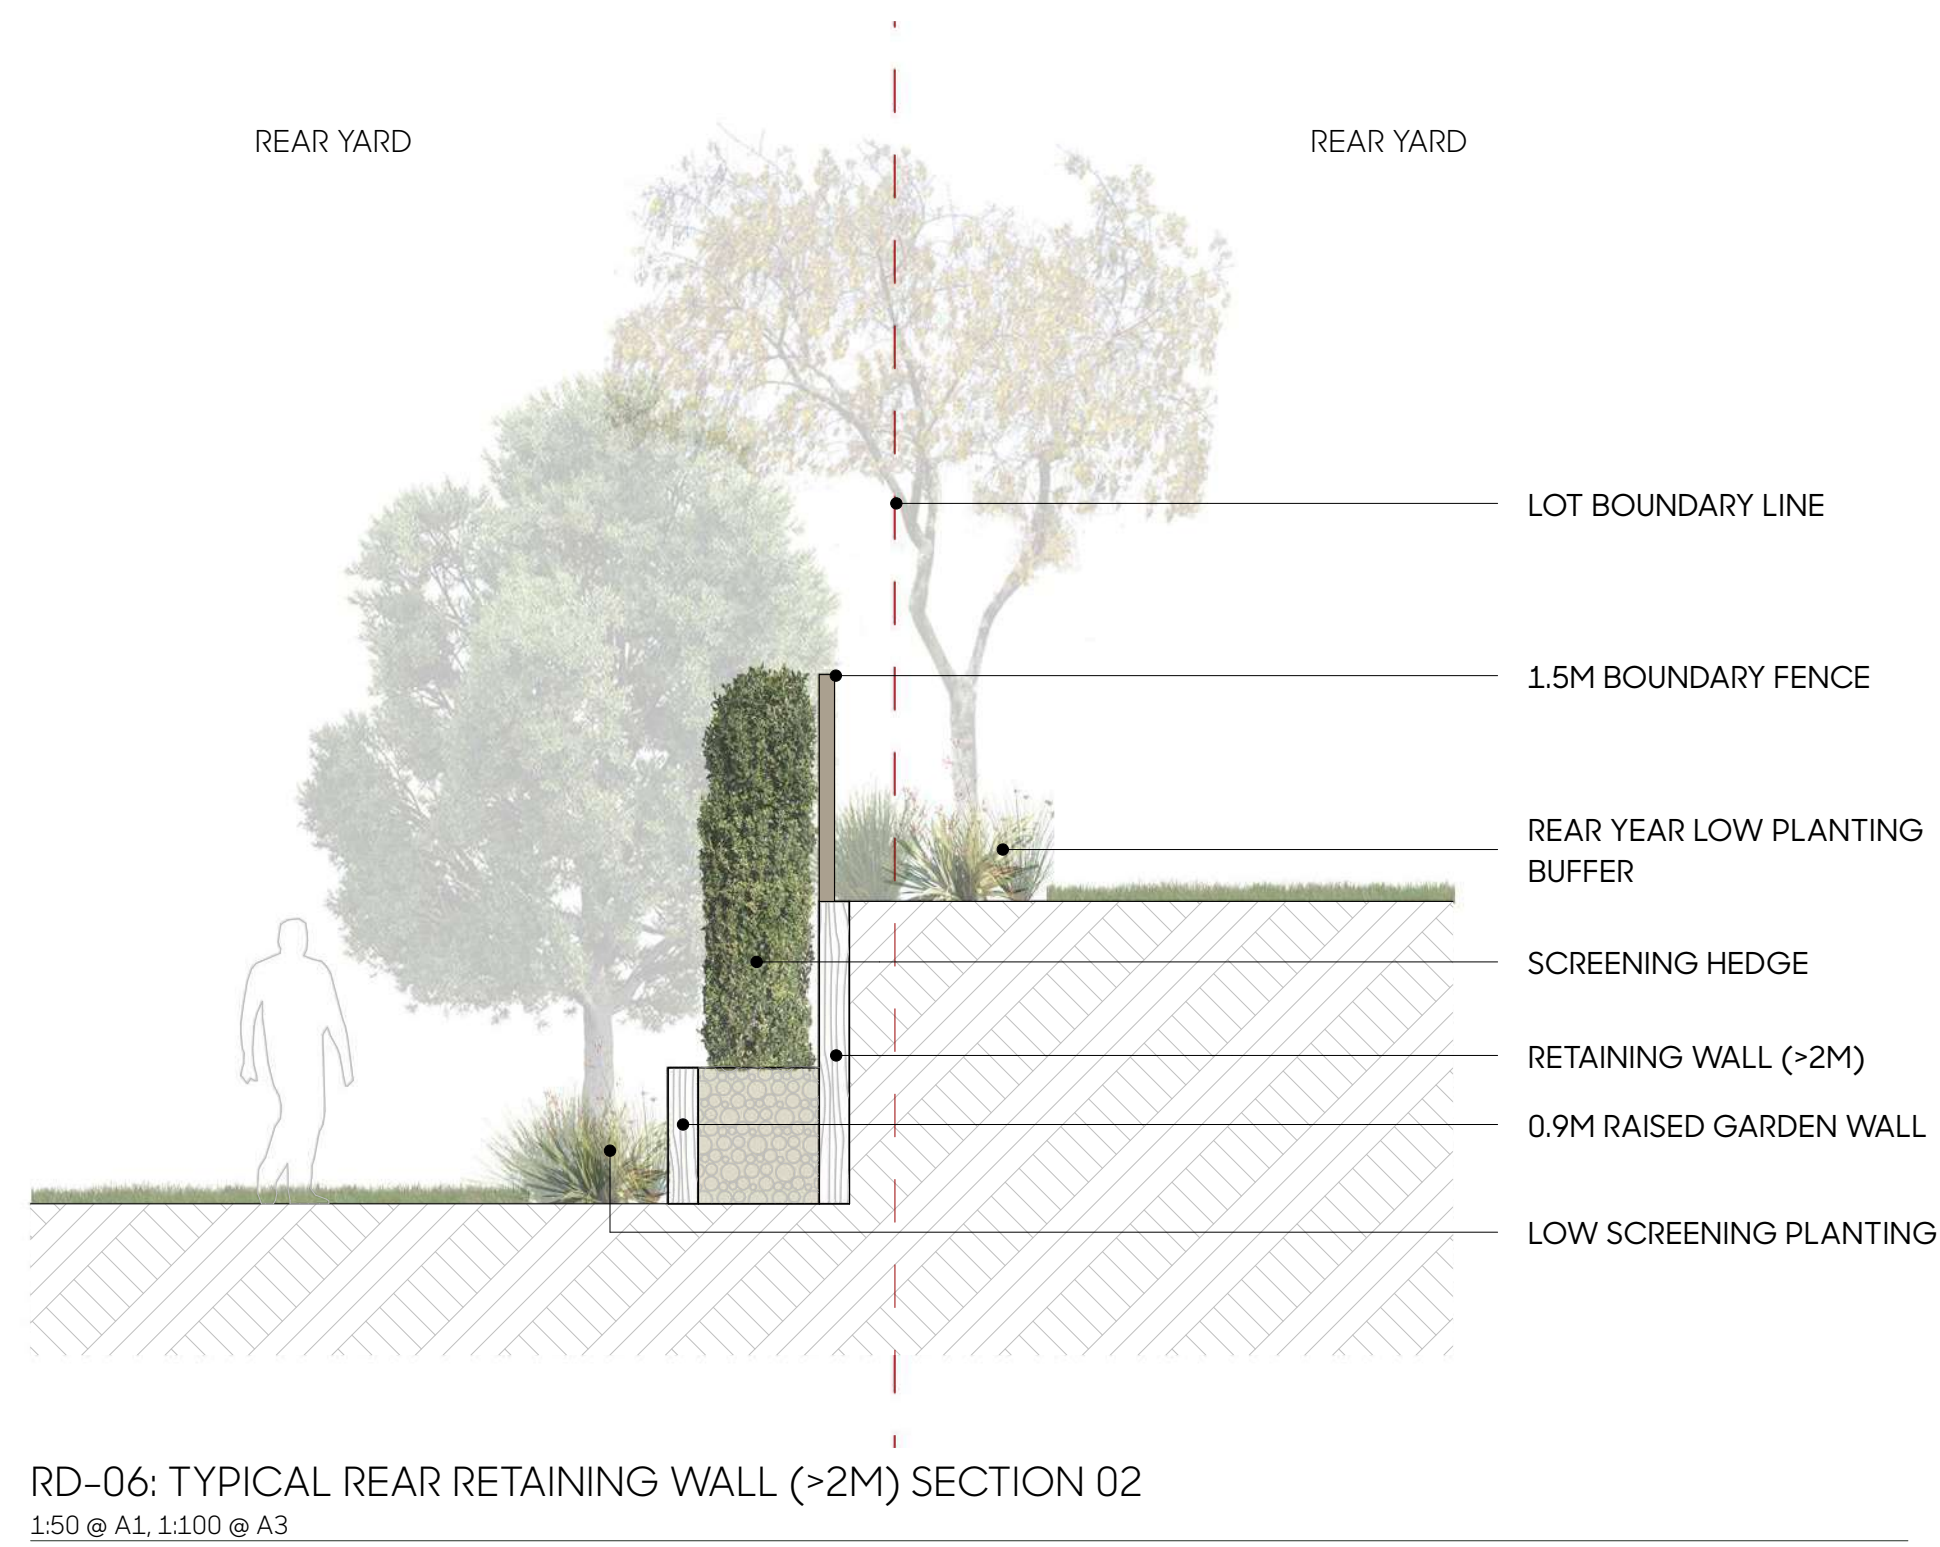 REAR YARD
REAR YARD
LOT BOUNDARY LINE
1.5M BOUNDARY FENCE
REAR YEAR LOW PLANTING
BUFFER
SCREENING HEDGE
RETAINING WALL (>2M)
0.9M RAISED GARDEN WALL
LOW SCREENING PLANTING
RD-06: TYPICAL REAR RETAINING WALL (>2M) SECTION 02
1:50 @ A1, 1:100 @ A3